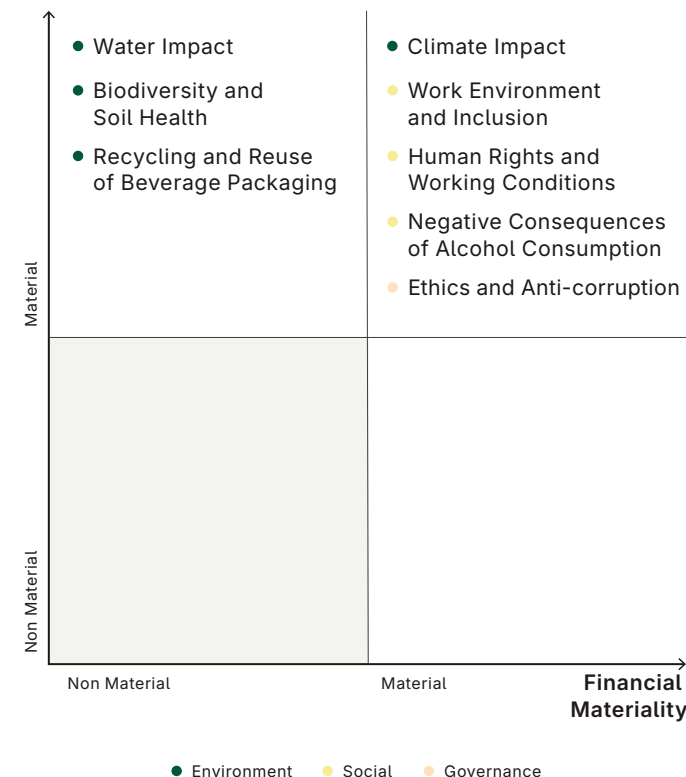 Water Impact
Biodiversity and
Soil Health
Recycling and Reuse
of Beverage Packaging
Climate Impact
Work Environment
and Inclusion
Human Rights and
Working Conditions
Negative Consequences
of Alcohol Consumption
Ethics and Anti-corruption
Material
Non Material
Non Material
Material
Financial
Materiality
Environment
Social
Governance